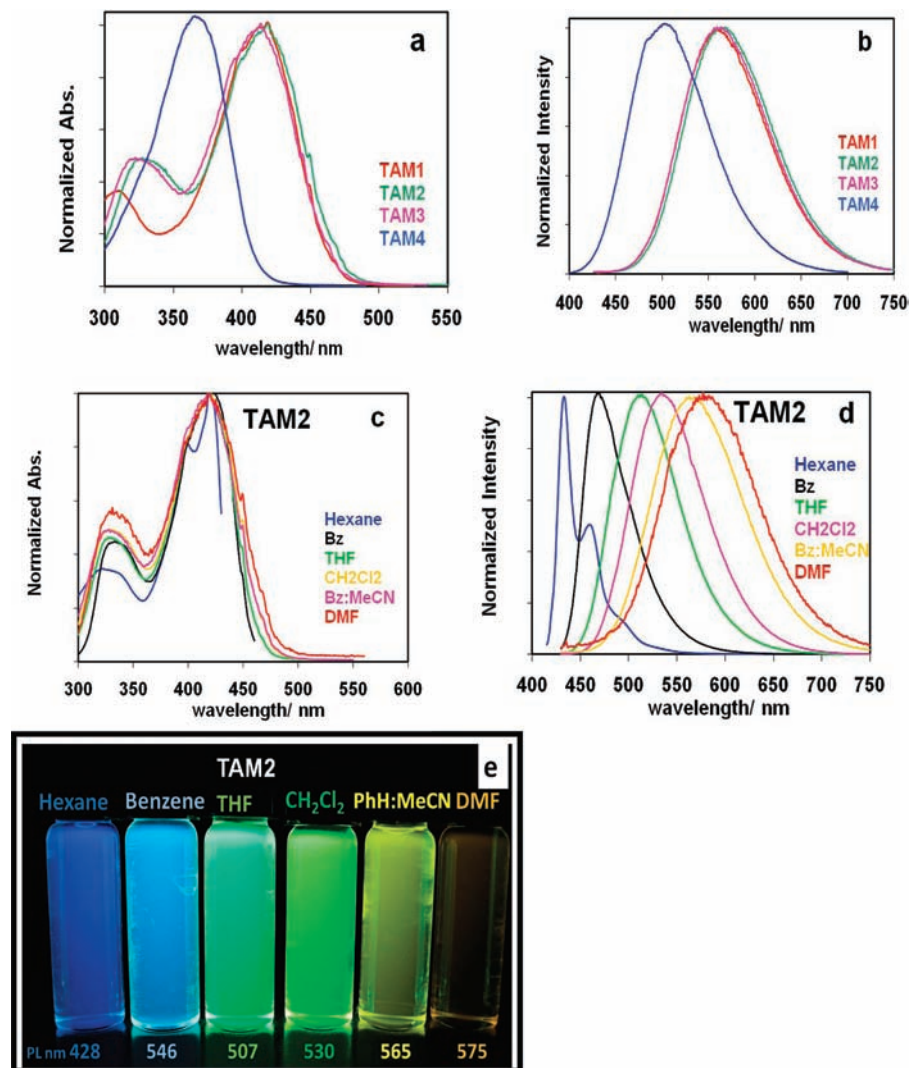 a
Normalized Abs.
TAM1
TAM2
TAM3
TAM4
300 350 400 450 500 550
wavelength/ nm
b
Normalized Intensity
TAM1
TAM2
TAM3
TAM4
400 450 500 550 600 650 700 750
wavelength/ nm
TAM2 c
Normalized Abs.
Hexane
Bz
THF
CH2Cl2
Bz:MeCN
DMF
300 350 400 450 500 550 600
wavelength/ nm
TAM2 d
Normalized Intensity
Hexane
Bz
THF
CH2Cl2
Bz:MeCN
DMF
400 450 500 550 600 650 700 750
wavelength/ nm
TAM2 e
Hexane Benzene THF CH₂Cl₂ PhH:MeCN DMF
PL nm 428 546 507 530 565 575